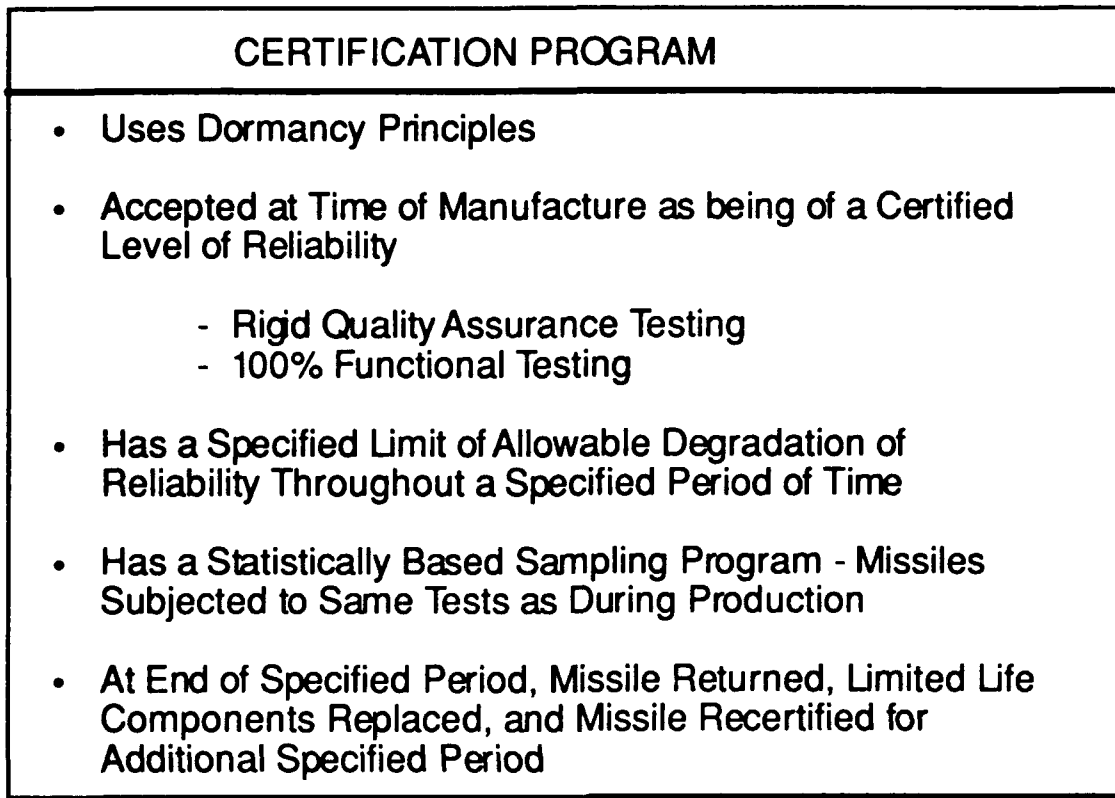 CERTIFICATION PROGRAM
• Uses Dormancy Principles
• Accepted at Time of Manufacture as being of a Certified
Level of Reliability
- Rigid Quality Assurance Testing
- 100% Functional Testing
• Has a Specified Limit of Allowable Degradation of
Reliability Throughout a Specified Period of Time
• Has a Statistically Based Sampling Program - Missiles
Subjected to Same Tests as During Production
• At End of Specified Period, Missile Returned, Limited Life
Components Replaced, and Missile Recertified for
Additional Specified Period